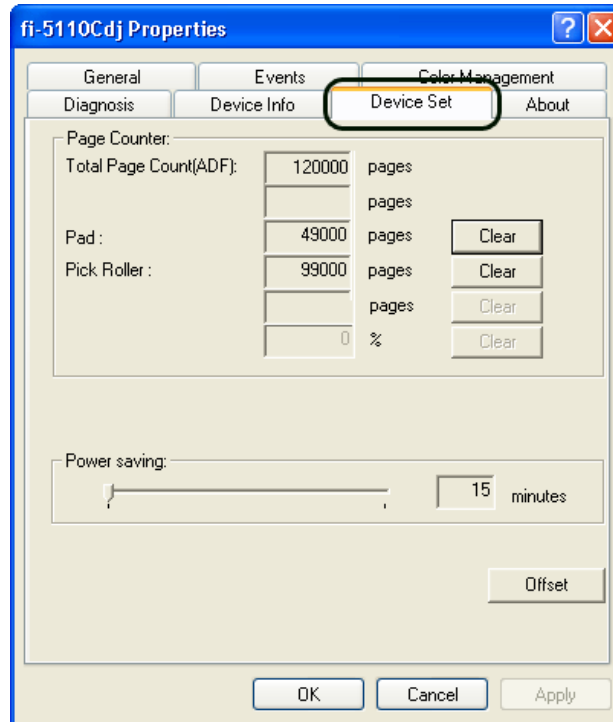 fi-5110Cdj Properties
General Events Color Management
Diagnosis Device Info Device Set About
Page Counter:
Total Page Count(ADF): 120000 pages
pages
Pad : 49000 pages Clear
Pick Roller : 99000 pages Clear
pages Clear
0 % Clear
Power saving:
15 minutes
Offset
OK Cancel Apply